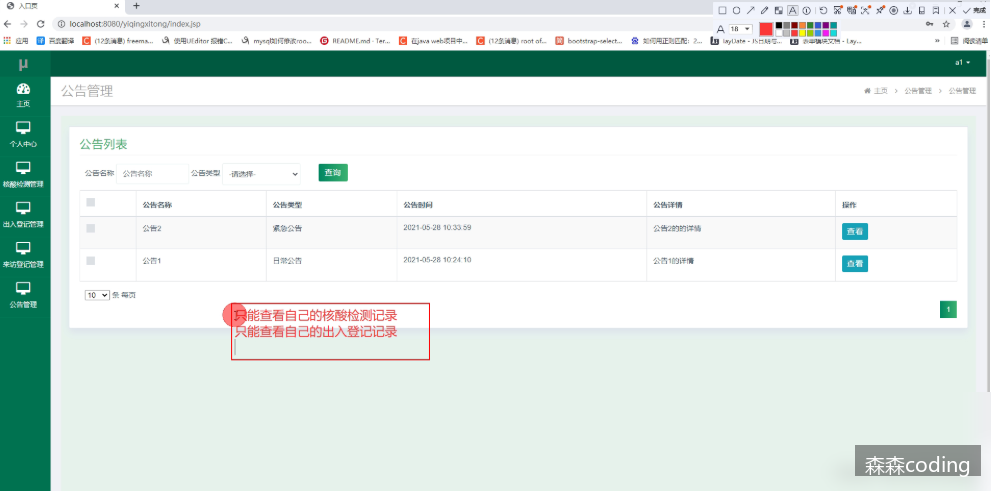 入口页
完成
localhost:8080/yiqingxitong/index.jsp
18
应用
百度翻译
(12条消息) freema...
使用UEditor 报错C...
mysql如何修改roo...
README.md · Ter...
在java web项目中...
(12条消息) root of...
bootstrap-select...
如何用正则匹配：2...
layDate - JS日期与...
表单模块文档 - Lay...
阅读清单
μ
a1
主页
个人中心
核酸检测管理
出入登记管理
来访登记管理
公告管理
公告管理
主页 > 公告管理 > 公告管理
公告列表
公告名称 公告名称 公告类型 -请选择- 查询
公告名称 公告类型 公告时间 公告详情 操作
公告2 紧急公告 2021-05-28 10:33:59 公告2的的详情 查看
公告1 日常公告 2021-05-28 10:24:10 公告1的详情 查看
10 条 每页
1
只能查看自己的核酸检测记录
只能查看自己的出入登记记录
森森coding